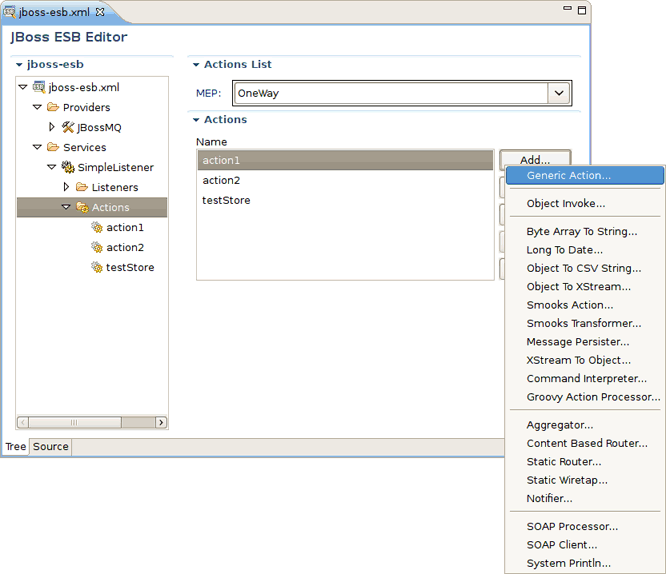 jboss-esb.xml
JBoss ESB Editor
jboss-esb
jboss-esb.xml
Providers
JBossMQ
Services
SimpleListener
Listeners
Actions
action1
action2
testStore
Actions List
MEP: OneWay
Actions
Name
action1
action2
testStore
Add...
Generic Action...
Object Invoke...
Byte Array To String...
Long To Date...
Object To CSV String...
Object To XStream...
Smooks Action...
Smooks Transformer...
Message Persister...
XStream To Object...
Command Interpreter...
Groovy Action Processor...
Aggregator...
Content Based Router...
Static Router...
Static Wiretap...
Notifier...
SOAP Processor...
SOAP Client...
System Println...
Tree Source